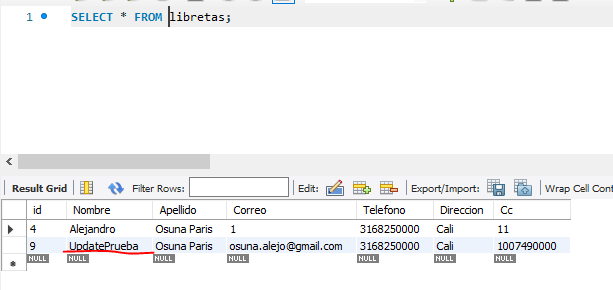 1 SELECT * FROM libretas;
Result Grid Filter Rows: Edit: Export/Import: Wrap Cell Cont
id Nombre Apellido Correo Telefono Direccion Cc
4 Alejandro Osuna Paris 1 3168250000 Cali 11
9 UpdatePrueba Osuna Paris osuna.alejo@gmail.com 3168250000 Cali 1007490000
NULL NULL NULL NULL NULL NULL NULL